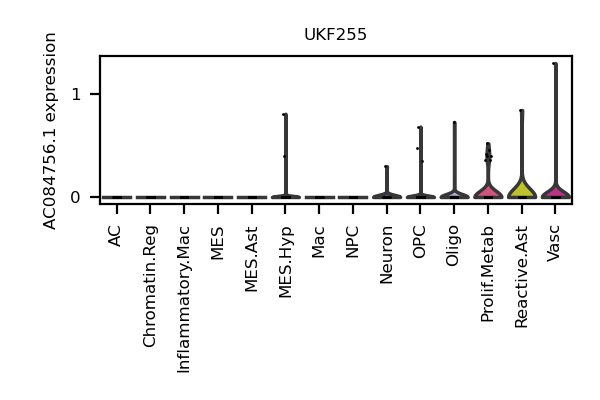 UKF255
AC084756.1 expression
1
0
AC
Chromatin.Reg
Inflammatory.Mac
MES
MES.Ast
MES.Hyp
Mac
NPC
Neuron
OPC
Oligo
Prolif.Metab
Reactive.Ast
Vasc